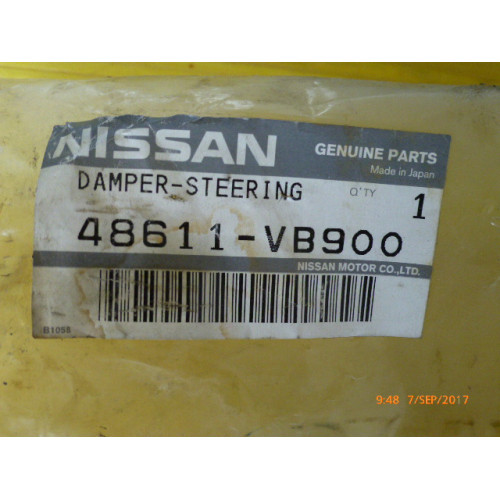 NISSAN
GENUINE PARTS
Made in Japan
DAMPER-STEERING
Q'TY
1
48611-VB900
NISSAN MOTOR CO.,LTD.
B1058
9:48 7/SEP/2017